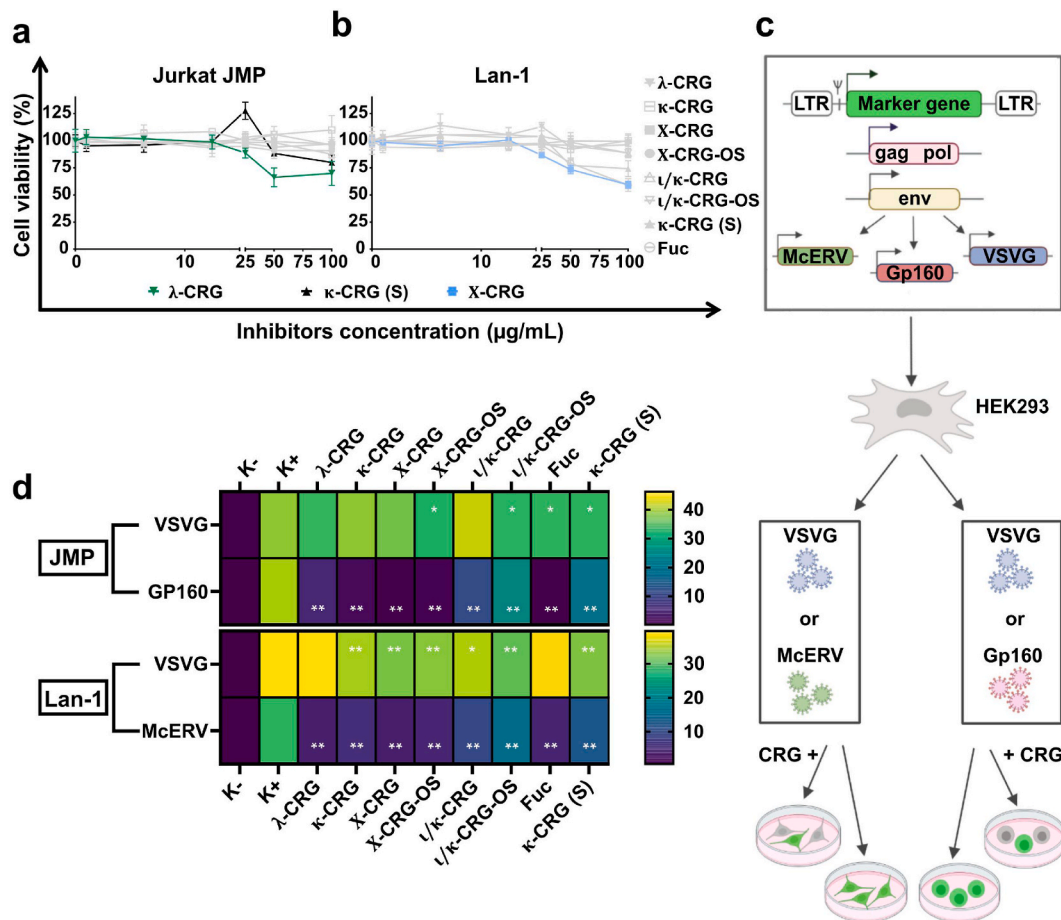 a
b
c
Jurkat JMP
Lan-1
Cell viability (%)
125
100
75
50
25
0
0
10
25
50
75
100
125
100
75
50
25
0
0
10
25
50
75
100
λ-CRG
κ-CRG
X-CRG
X-CRG-OS
ι/κ-CRG
ι/κ-CRG-OS
κ-CRG (S)
Fuc
λ-CRG
κ-CRG (S)
X-CRG
Inhibitors concentration (μg/mL)
LTR
Ψ
Marker gene
LTR
gag pol
env
McERV
Gp160
VSVG
HEK293
VSVG
or
McERV
VSVG
or
Gp160
CRG +
+ CRG
d
K-
K+
λ-CRG
κ-CRG
X-CRG
X-CRG-OS
ι/κ-CRG
ι/κ-CRG-OS
Fuc
κ-CRG (S)
JMP
VSVG
* * * *
GP160
** ** ** ** ** ** ** **
40
30
20
10
Lan-1
VSVG
** ** ** * ** **
McERV
** ** ** ** ** ** ** **
30
20
10
K-
K+
λ-CRG
κ-CRG
X-CRG
X-CRG-OS
ι/κ-CRG
ι/κ-CRG-OS
Fuc
κ-CRG (S)